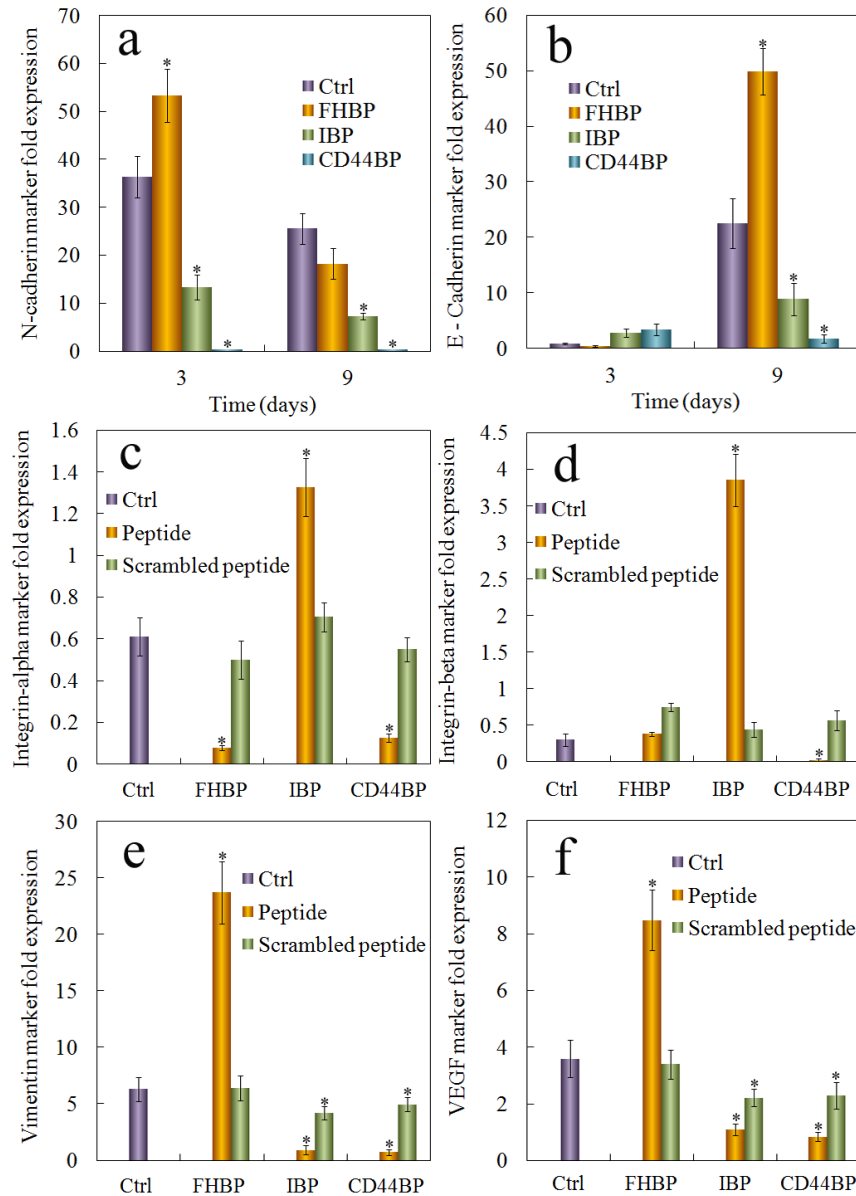 a
N-cadherin marker fold expression
70
60
50
40
30
20
10
0
* * * * *
Ctrl
FHBP
IBP
CD44BP
3 9
Time (days)
b
E - Cadherin marker fold expression
60
50
40
30
20
10
0
* * *
Ctrl
FHBP
IBP
CD44BP
3 9
Time (days)
c
Integrin-alpha marker fold expression
1.6
1.4
1.2
1
0.8
0.6
0.4
0.2
0
* * *
Ctrl
Peptide
Scrambled peptide
Ctrl FHBP IBP CD44BP
d
Integrin-beta marker fold expression
4.5
4
3.5
3
2.5
2
1.5
1
0.5
0
* *
Ctrl
Peptide
Scrambled peptide
Ctrl FHBP IBP CD44BP
e
Vimentin marker fold expression
30
25
20
15
10
5
0
* * * * *
Ctrl
Peptide
Scrambled peptide
Ctrl FHBP IBP CD44BP
f
VEGF marker fold expression
12
10
8
6
4
2
0
* * * * *
Ctrl
Peptide
Scrambled peptide
Ctrl FHBP IBP CD44BP